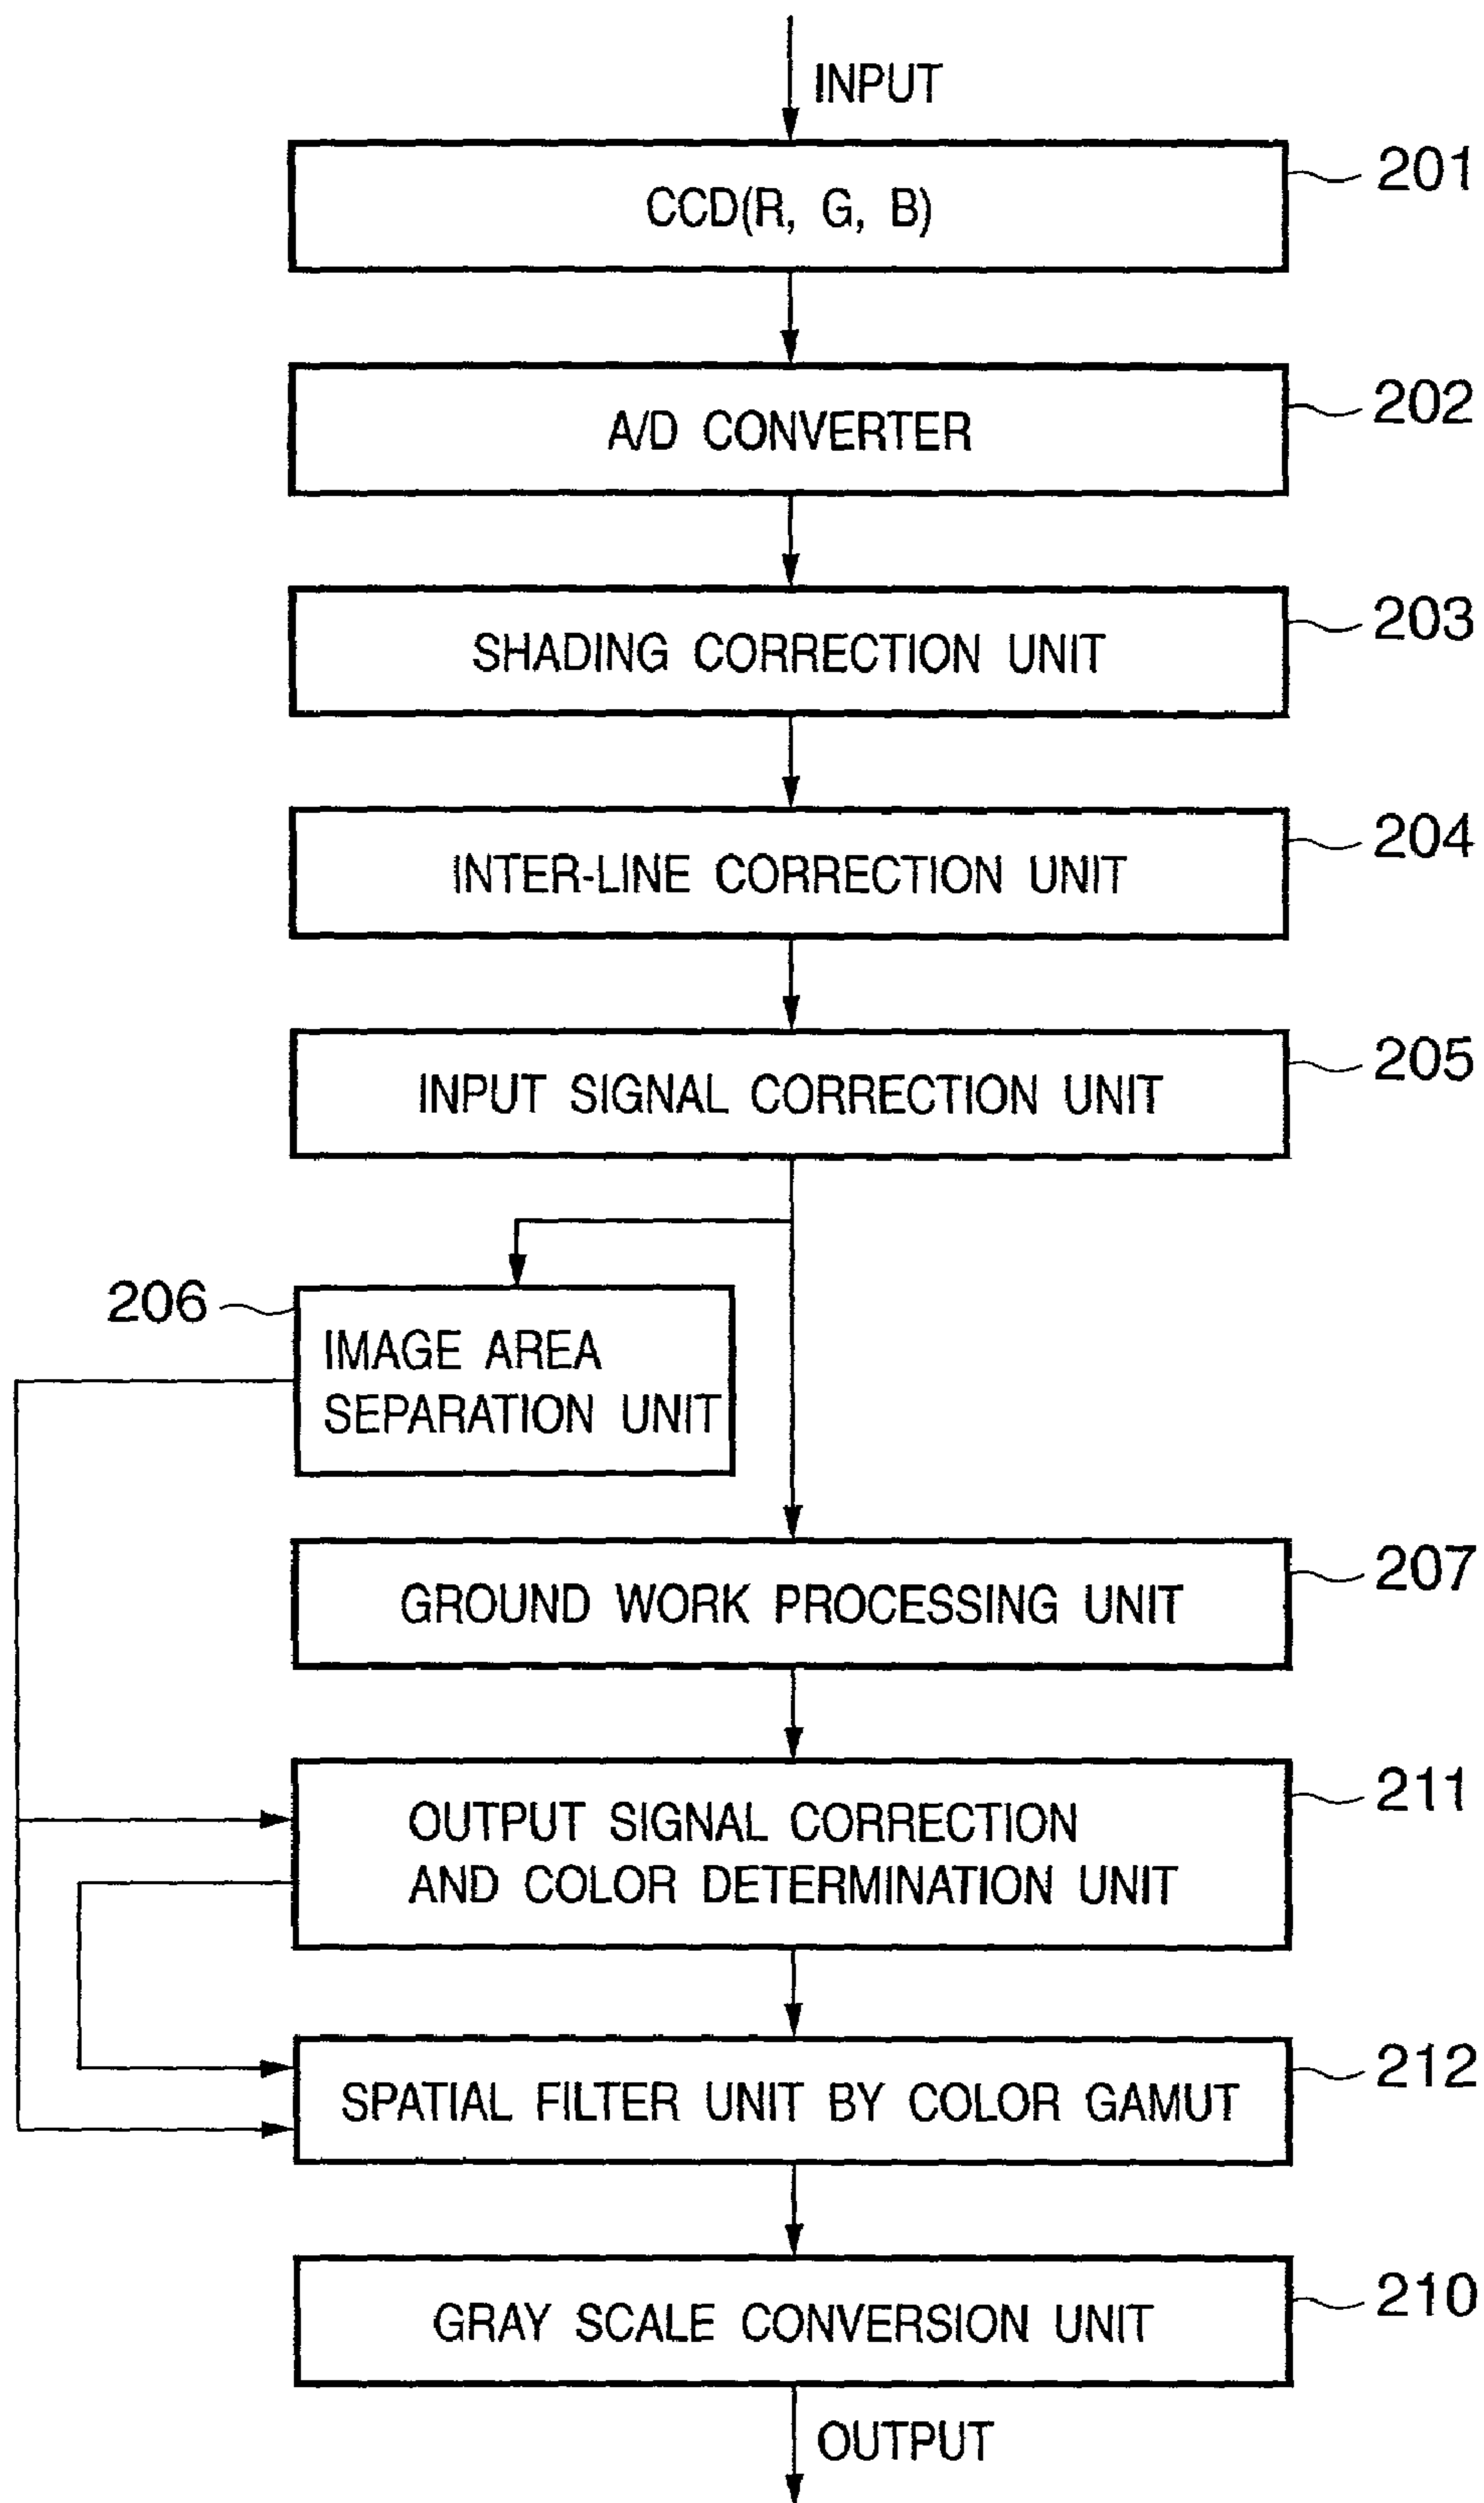 INPUT
CCD(R, G, B)
201
A/D CONVERTER
202
SHADING CORRECTION UNIT
203
INTER-LINE CORRECTION UNIT
204
INPUT SIGNAL CORRECTION UNIT
205
206
IMAGE AREA
SEPARATION UNIT
GROUND WORK PROCESSING UNIT
207
OUTPUT SIGNAL CORRECTION
AND COLOR DETERMINATION UNIT
211
SPATIAL FILTER UNIT BY COLOR GAMUT
212
GRAY SCALE CONVERSION UNIT
210
OUTPUT